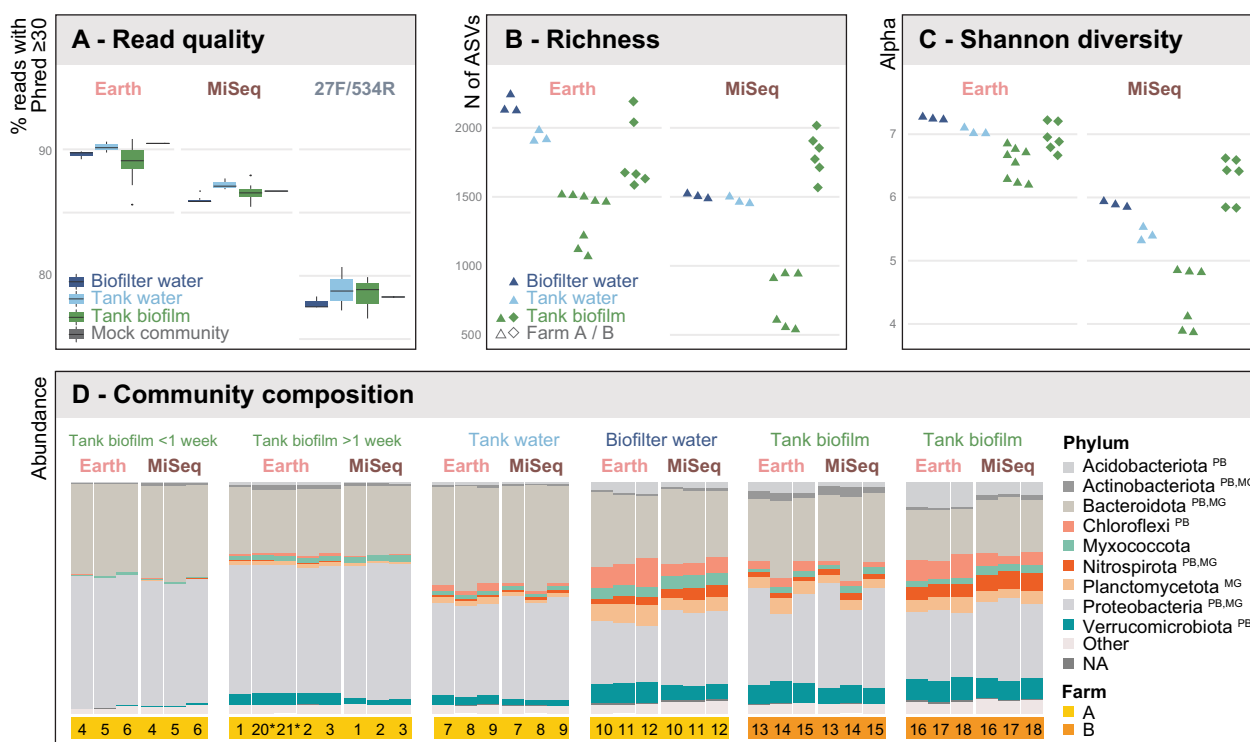 A - Read quality
% reads with
Phred ≥30
Earth
MiSeq
27F/534R
90
80
Biofilter water
Tank water
Tank biofilm
Mock community
B - Richness
N of ASVs
Earth
MiSeq
2000
1500
1000
500
Biofilter water
Tank water
Tank biofilm
Farm A / B
C - Shannon diversity
Alpha
Earth
MiSeq
7
6
5
4
D - Community composition
Abundance
Tank biofilm <1 week
Tank biofilm >1 week
Tank water
Biofilter water
Tank biofilm
Tank biofilm
Earth MiSeq
Earth MiSeq
Earth MiSeq
Earth MiSeq
Earth MiSeq
Earth MiSeq
4 5 6 4 5 6
1 20* 21* 2 3 1 2 3
7 8 9 7 8 9
10 11 12 10 11 12
13 14 15 13 14 15
16 17 18 16 17 18
Phylum
Acidobacteriota PB
Actinobacteriota PB,MG
Bacteroidota PB,MG
Chloroflexi PB
Myxococcota
Nitrospirota PB,MG
Planctomycetota MG
Proteobacteria PB,MG
Verrucomicrobiota PB
Other
NA
Farm
A
B